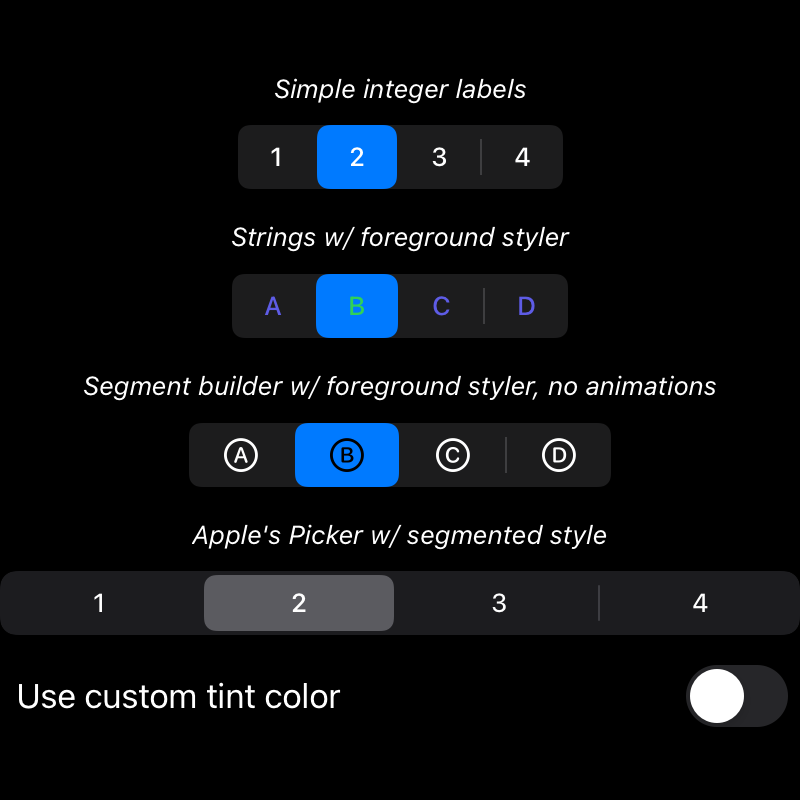 Simple integer labels
1 2 3 4
Strings w/ foreground styler
A B C D
Segment builder w/ foreground styler, no animations
A B C D
Apple's Picker w/ segmented style
1 2 3 4
Use custom tint color